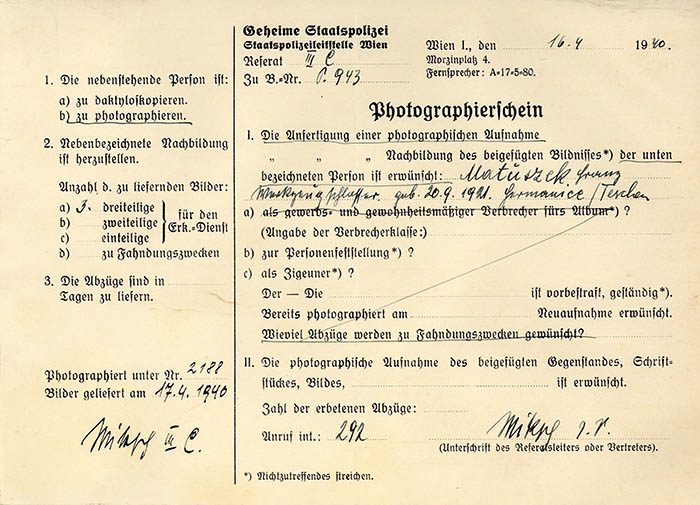 Geheime Staatspolizei
Staatspolizeileitstelle Wien
Referat III C
Zu B.-Nr. P. 943
Wien I., den 16.4 1940.
Morzinplatz 4.
Fernsprecher: A=17=5=80.
1. Die nebenstehende Person ist:
a) zu daktyloskopieren.
b) zu photographieren.
2. Nebenbezeichnete Nachbildung
ist herzustellen.
Anzahl d. zu liefernden Bilder:
a) 3. dreiteilige
b) zweiteilige
c) einteilige
für den
Erk.=Dienst
d) zu Fahndungszwecken
3. Die Abzüge sind in
Tagen zu liefern.
Photographiert unter Nr. 2188
Bilder geliefert am 17.4.1940
III C.
Photographierschein
I. Die Anfertigung einer photographischen Aufnahme
„ „ Nachbildung des beigefügten Bildnisses*) der unten
bezeichneten Person ist erwünscht: Matuszek Franz
Werkzeugschlosser. geb. 20.9.1921. Germanice/Teschen
a) als gewerbs- und gewohnheitsmäßiger Verbrecher fürs Album*) ?
(Angabe der Verbrecherklasse:)
b) zur Personenfeststellung*) ?
c) als Zigeuner*) ?
Der — Die ist vorbestraft, geständig*).
Bereits photographiert am Neuaufnahme erwünscht.
Wieviel Abzüge werden zu Fahndungszwecken gewünscht?
II. Die photographische Aufnahme des beigefügten Gegenstandes, Schrift-
stückes, Bildes, ist erwünscht.
Zahl der erbetenen Abzüge:
Anruf int.: 292
(Unterschrift des Referatsleiters oder Vertreters).
*) Nichtzutreffendes streichen.